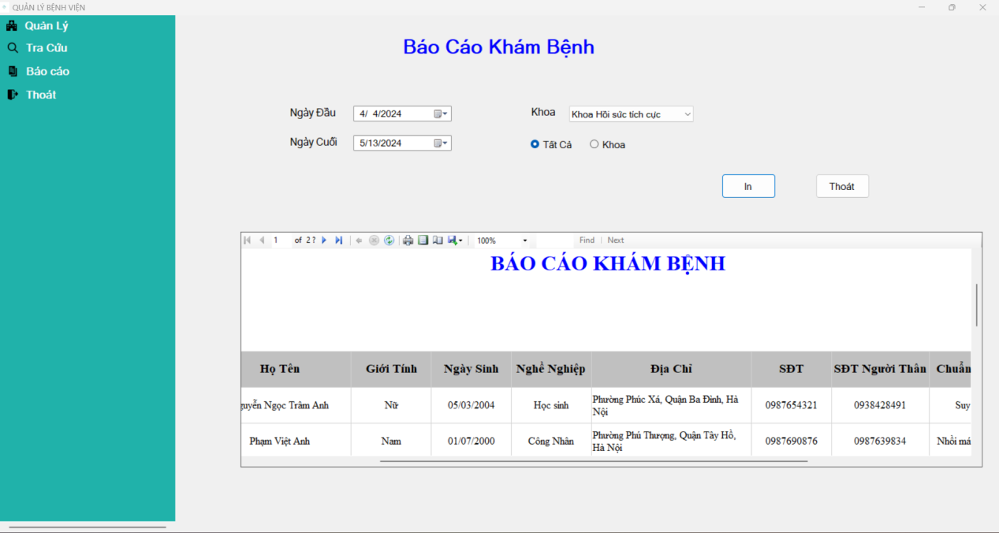 QUẢN LÝ BỆNH VIỆN
Quản Lý
Tra Cứu
Báo cáo
Thoát
Báo Cáo Khám Bệnh
Ngày Đầu
4/ 4/2024
Khoa
Khoa Hồi sức tích cực
Ngày Cuối
5/13/2024
Tất Cả
Khoa
In
Thoát
1 of 2 ? 100% Find | Next
BÁO CÁO KHÁM BỆNH
Họ Tên Giới Tính Ngày Sinh Nghề Nghiệp Địa Chỉ SĐT SĐT Người Thân Chuẩn
guyễn Ngọc Trâm Anh Nữ 05/03/2004 Học sinh Phường Phúc Xá, Quận Ba Đình, Hà
Nội 0987654321 0938428491 Suy
Phạm Việt Anh Nam 01/07/2000 Công Nhân Phường Phú Thượng, Quận Tây Hồ,
Hà Nội 0987690876 0987639834 Nhồi má